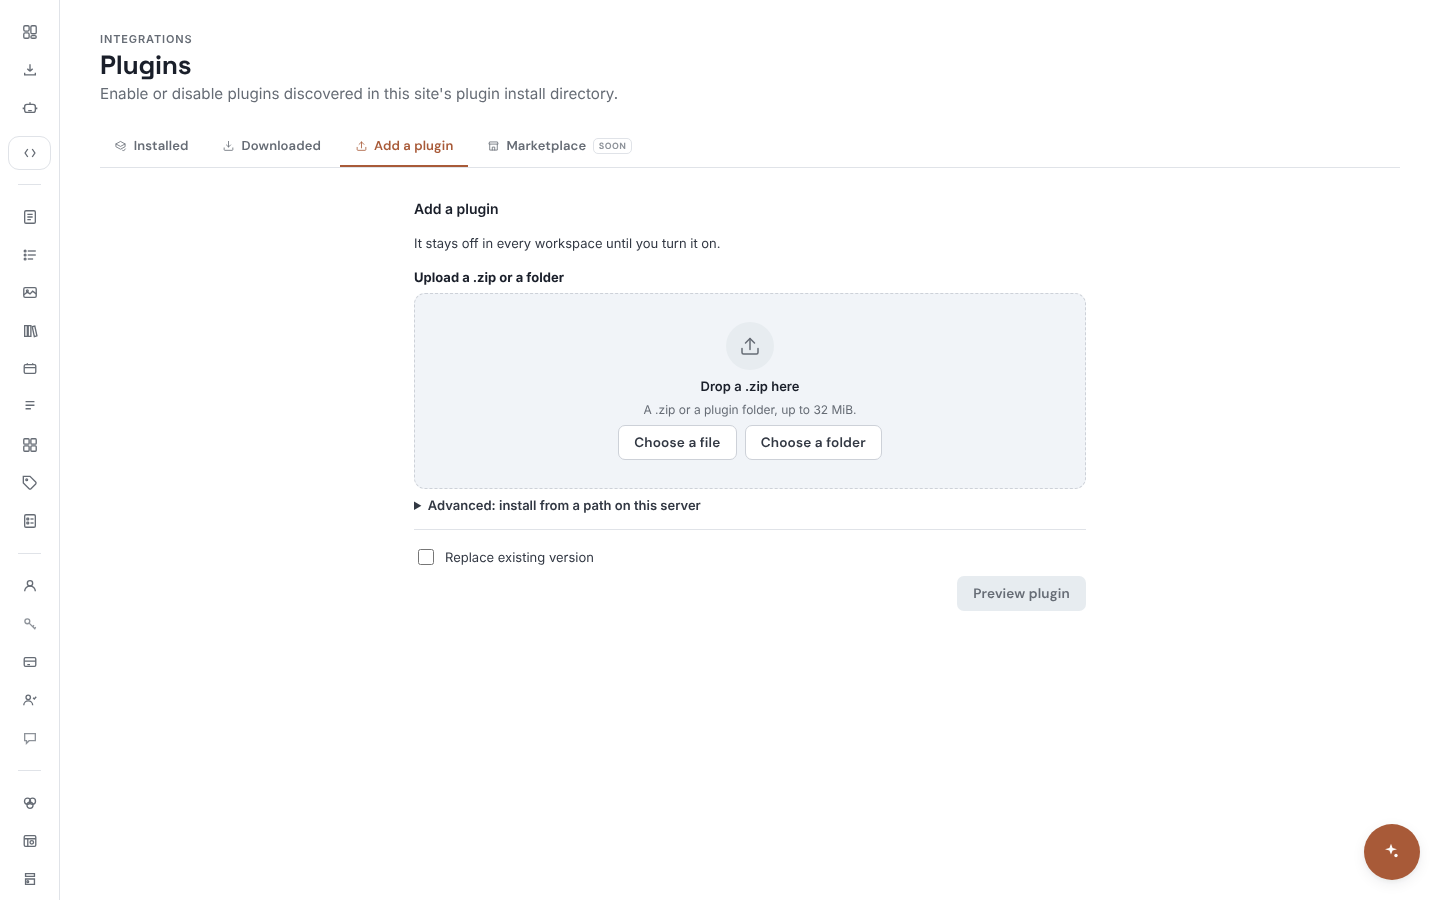 INTEGRATIONS
Plugins
Enable or disable plugins discovered in this site's plugin install directory.
Installed
Downloaded
Add a plugin
Marketplace
SOON
Add a plugin
It stays off in every workspace until you turn it on.
Upload a .zip or a folder
Drop a .zip here
A .zip or a plugin folder, up to 32 MiB.
Choose a file
Choose a folder
Advanced: install from a path on this server
Replace existing version
Preview plugin